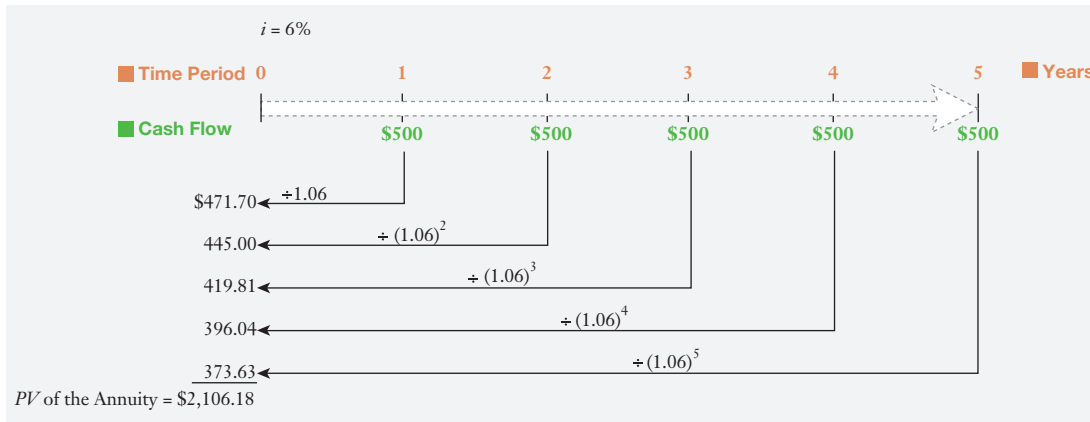 i = 6%
Time Period 0 1 2 3 4 5 Years
Cash Flow $500 $500 $500 $500 $500
$471.70 ÷1.06
445.00 ÷ (1.06)²
419.81 ÷ (1.06)³
396.04 ÷ (1.06)⁴
373.63 ÷ (1.06)⁵
PV of the Annuity = $2,106.18